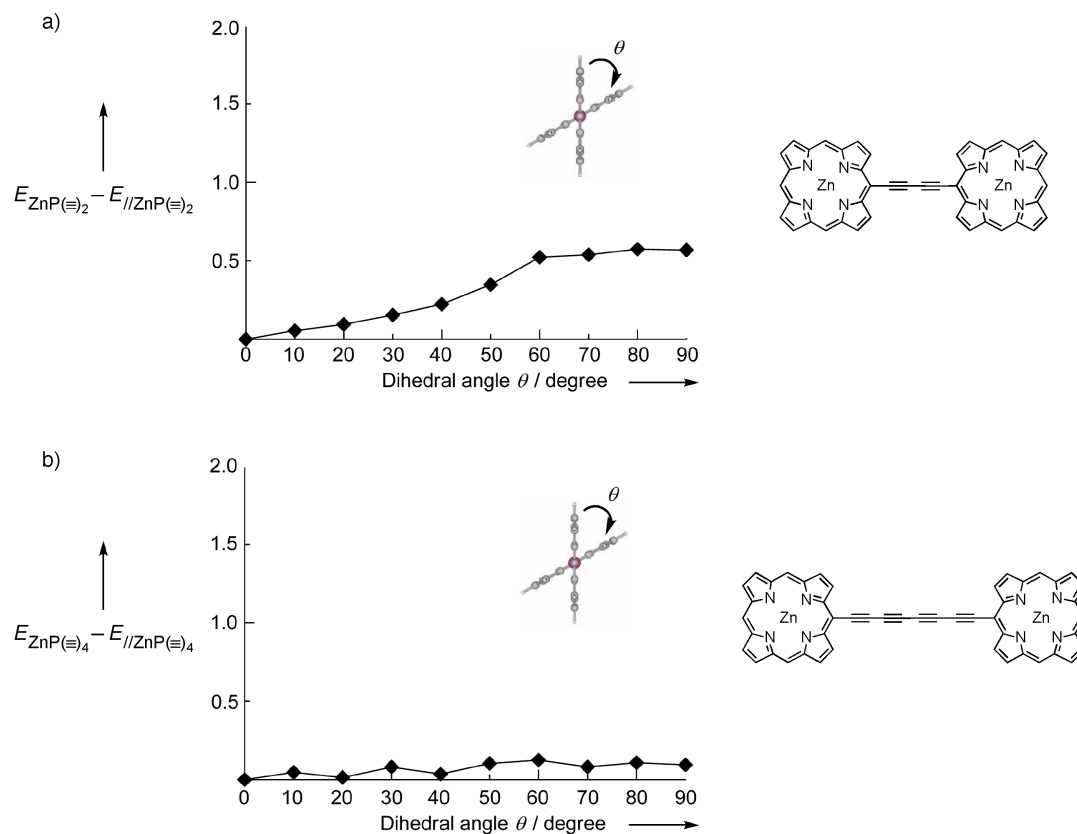 a)
2.0
1.5
1.0
0.5
E_ZnP(≡)2 – E_//ZnP(≡)2
θ
0 10 20 30 40 50 60 70 80 90
Dihedral angle θ / degree
N N
Zn
N N
N N
Zn
N N
b)
2.0
1.5
1.0
0.5
E_ZnP(≡)4 – E_//ZnP(≡)4
θ
0 10 20 30 40 50 60 70 80 90
Dihedral angle θ / degree
N N
Zn
N N
N N
Zn
N N